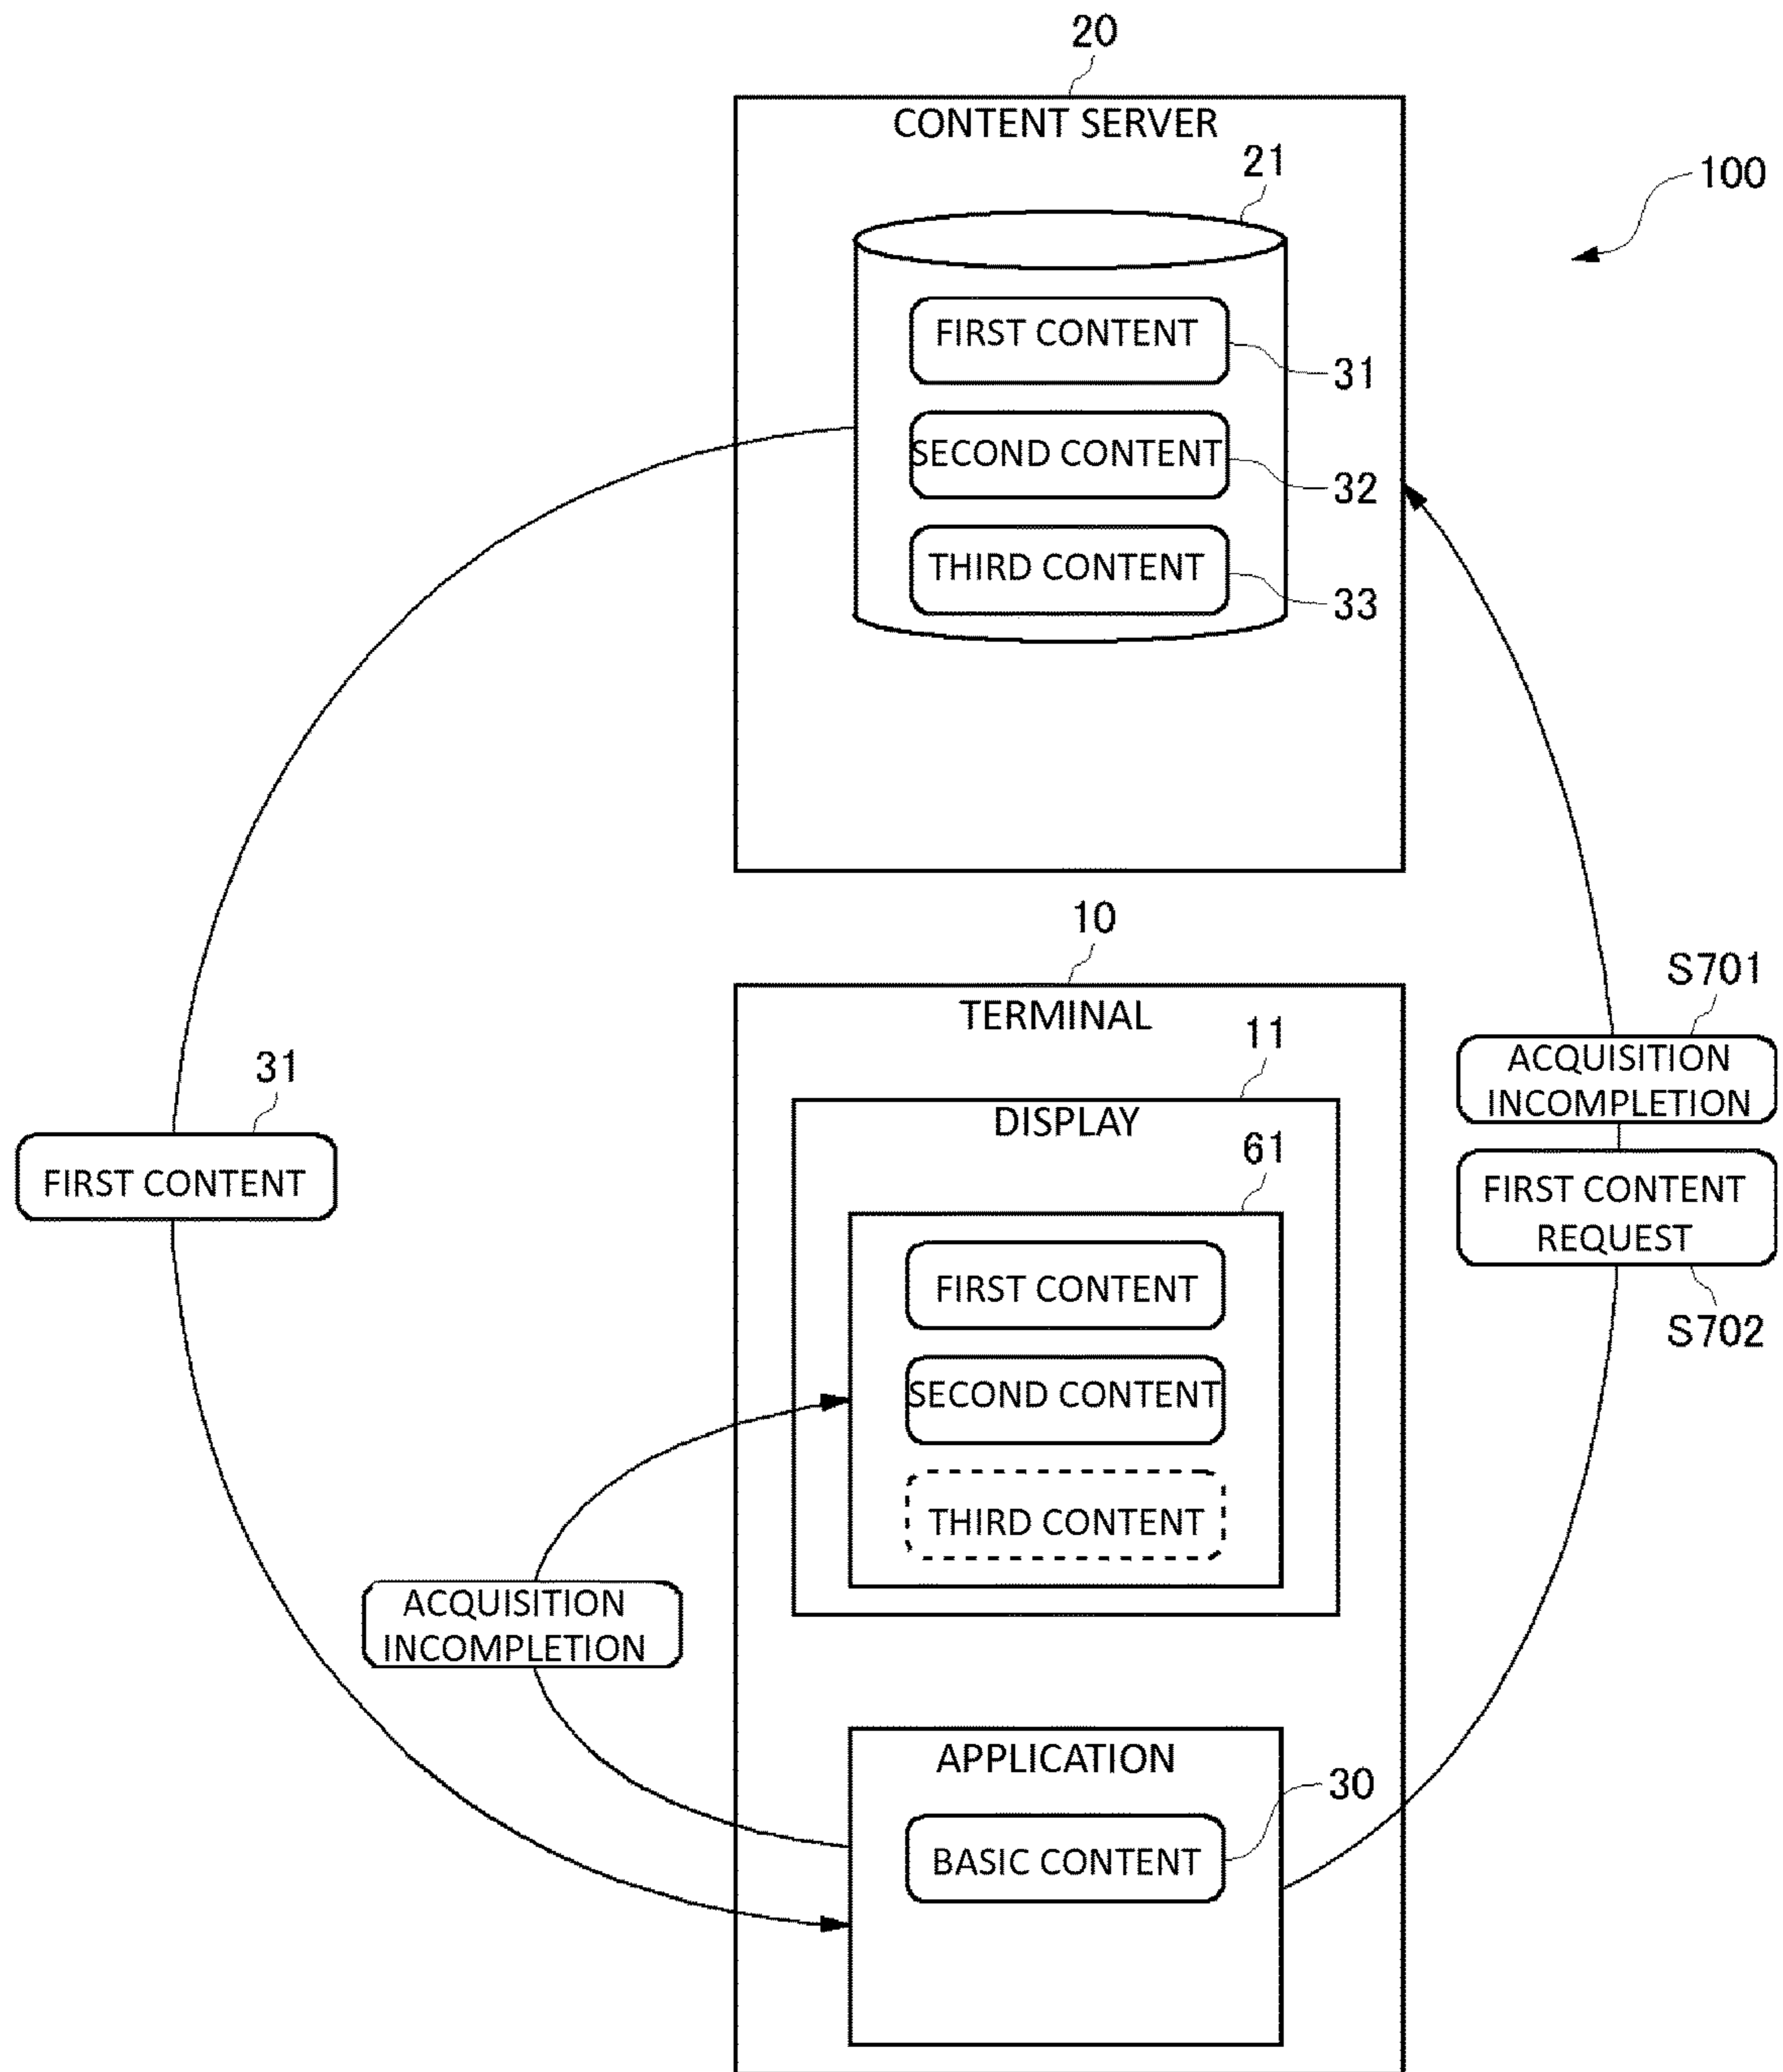 20
CONTENT SERVER
21
100
FIRST CONTENT
31
SECOND CONTENT
32
THIRD CONTENT
33
10
TERMINAL
S701
11
ACQUISITION
INCOMPLETION
31
DISPLAY
61
FIRST CONTENT
FIRST CONTENT
REQUEST
S702
FIRST CONTENT
SECOND CONTENT
THIRD CONTENT
ACQUISITION
INCOMPLETION
APPLICATION
30
BASIC CONTENT